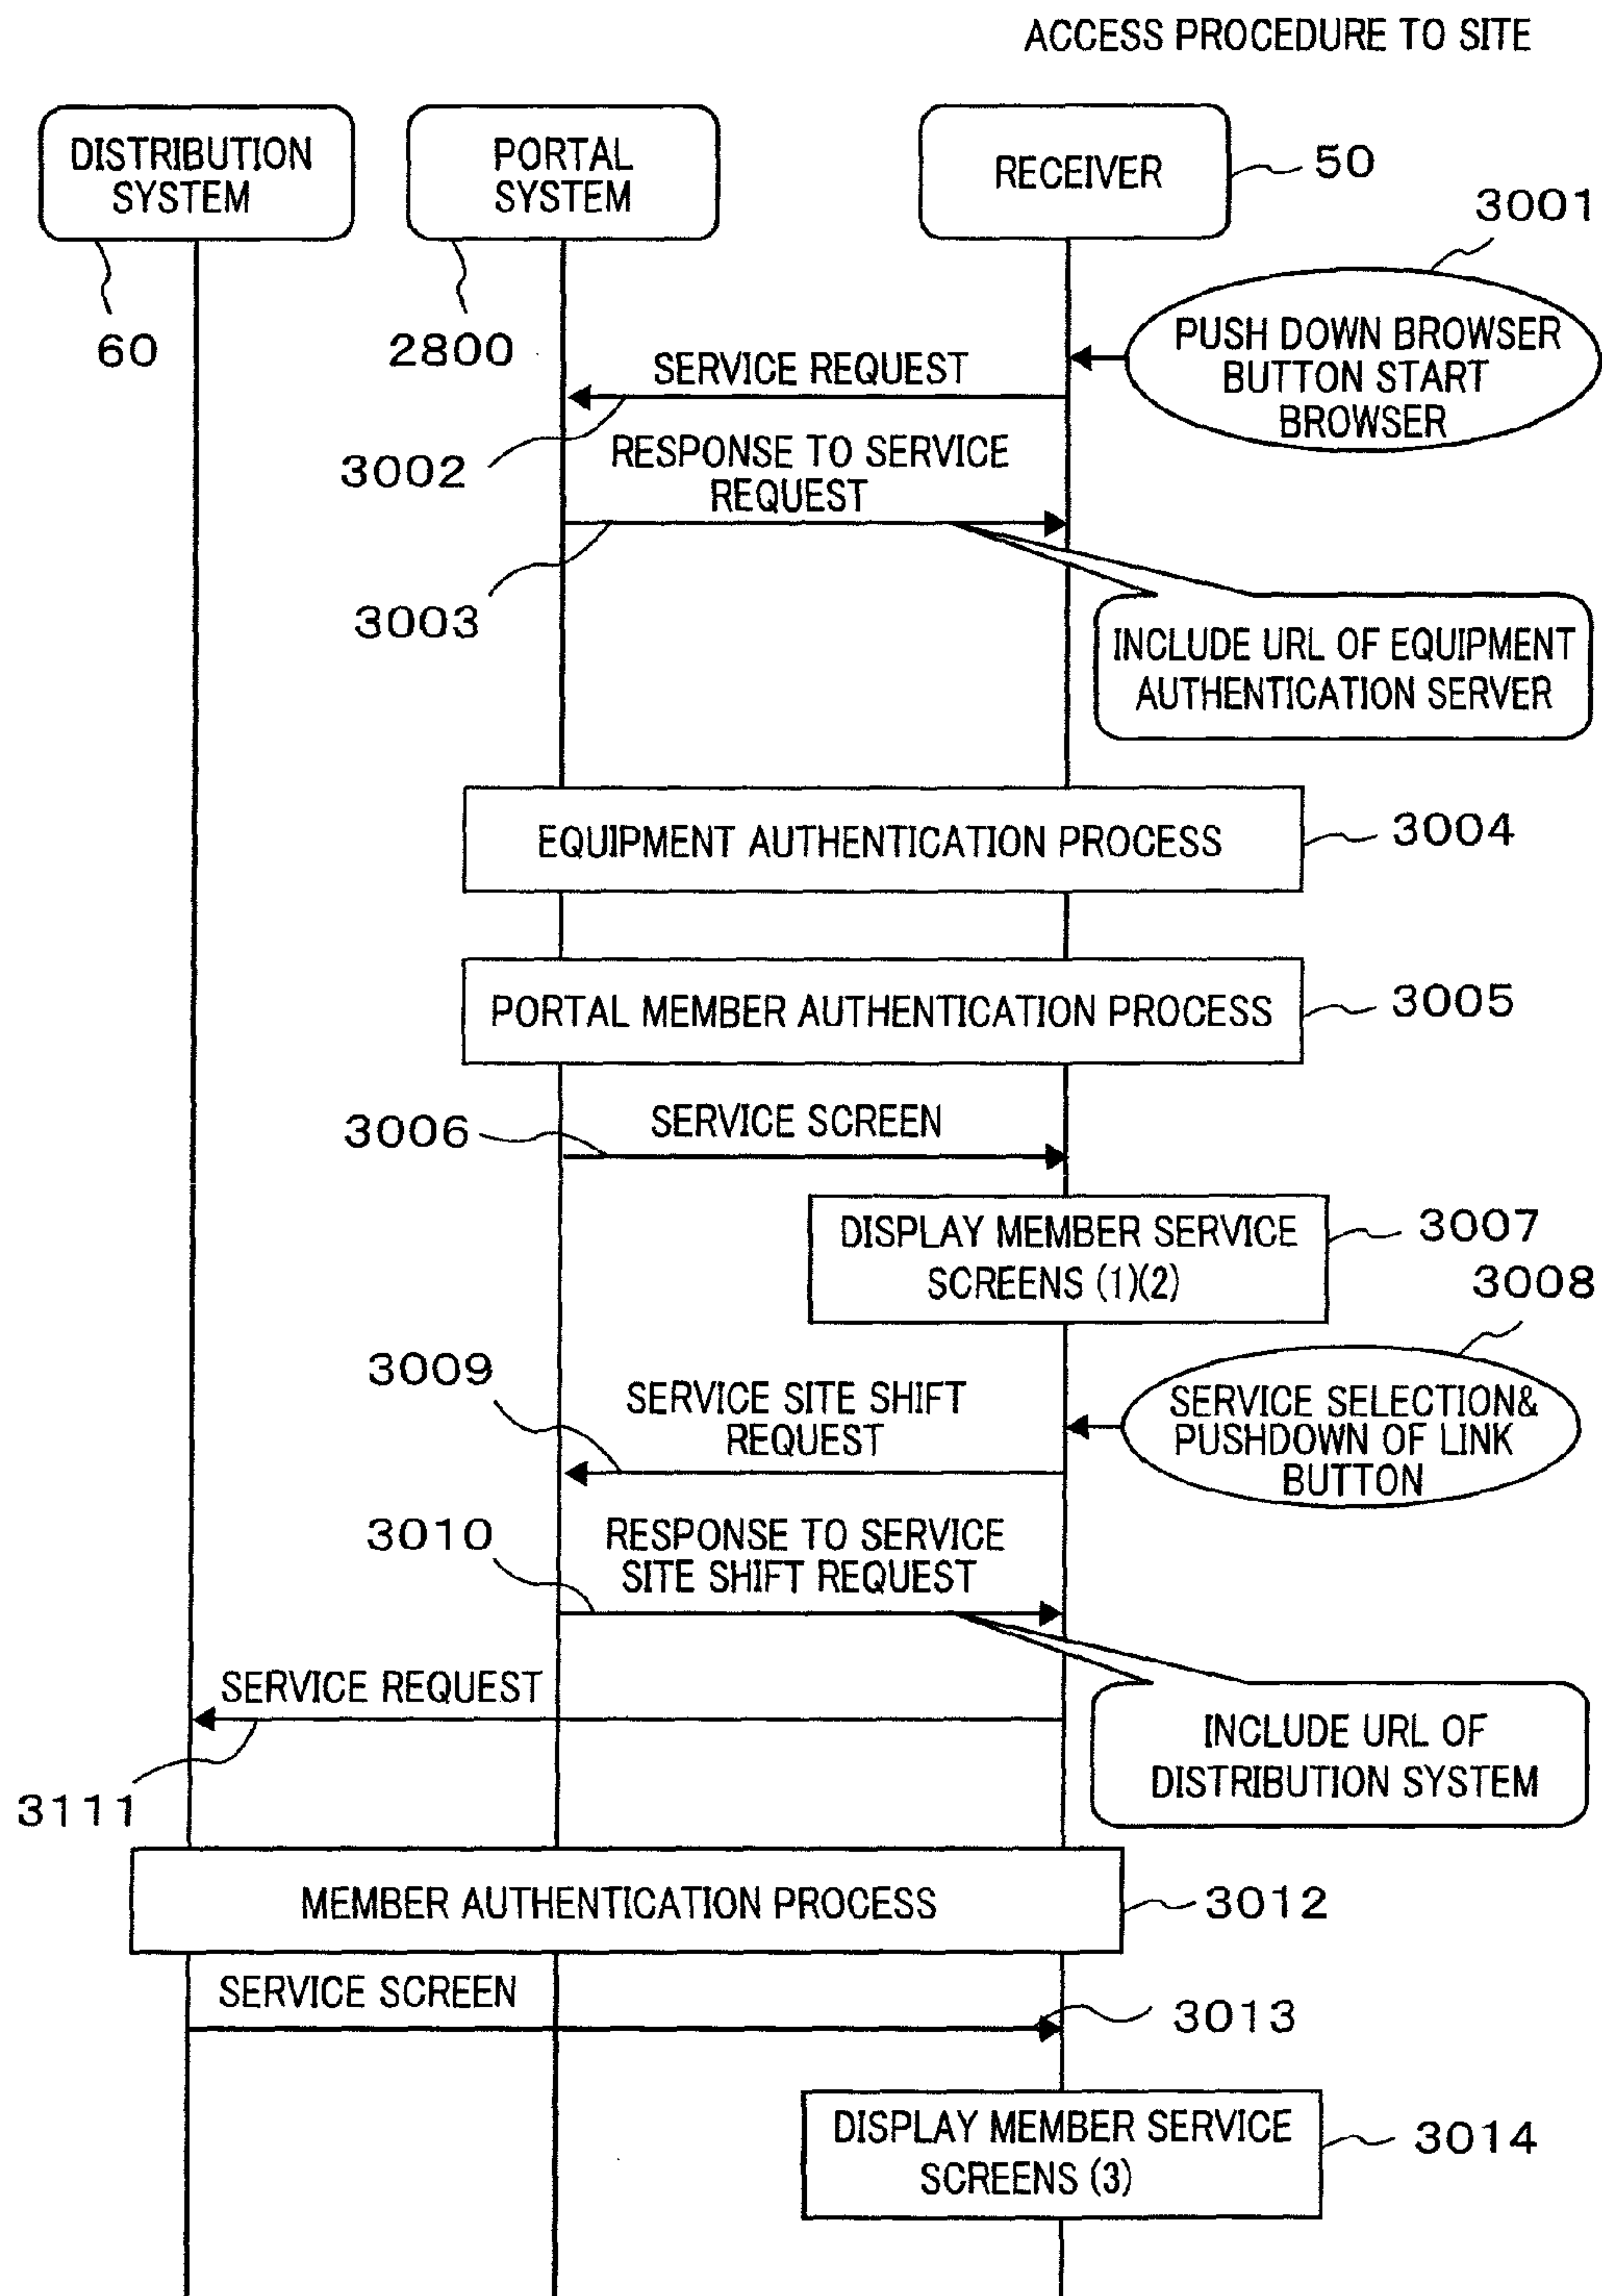 ACCESS PROCEDURE TO SITE
DISTRIBUTION
SYSTEM
PORTAL
SYSTEM
RECEIVER
50
3001
60
2800
PUSH DOWN BROWSER
BUTTON START
BROWSER
SERVICE REQUEST
3002
RESPONSE TO SERVICE
REQUEST
3003
INCLUDE URL OF EQUIPMENT
AUTHENTICATION SERVER
EQUIPMENT AUTHENTICATION PROCESS
3004
PORTAL MEMBER AUTHENTICATION PROCESS
3005
3006
SERVICE SCREEN
DISPLAY MEMBER SERVICE
SCREENS (1)(2)
3007
3008
3009
SERVICE SITE SHIFT
REQUEST
SERVICE SELECTION&
PUSHDOWN OF LINK
BUTTON
3010
RESPONSE TO SERVICE
SITE SHIFT REQUEST
SERVICE REQUEST
3111
INCLUDE URL OF
DISTRIBUTION SYSTEM
MEMBER AUTHENTICATION PROCESS
3012
SERVICE SCREEN
3013
DISPLAY MEMBER SERVICE
SCREENS (3)
3014